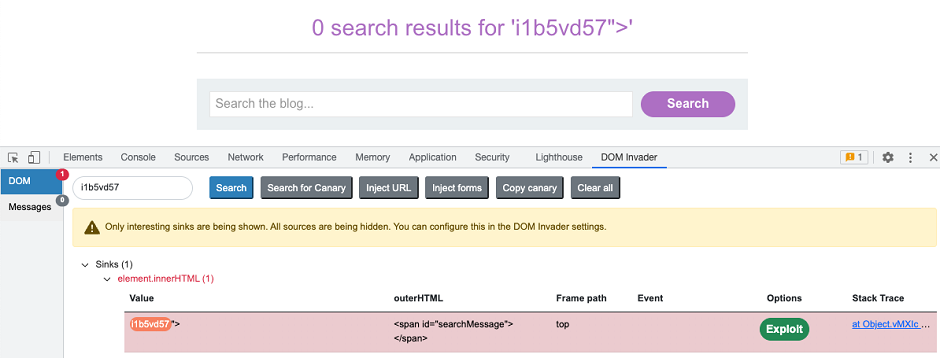 0 search results for 'i1b5vd57">'
Search the blog...
Search
Elements Console Sources Network Performance Memory Application Security Lighthouse DOM Invader 1
DOM 1
i1b5vd57 Search Search for Canary Inject URL Inject forms Copy canary Clear all
Messages 0
Only interesting sinks are being shown. All sources are being hidden. You can configure this in the DOM Invader settings.
Sinks (1)
element.innerHTML (1)
Value outerHTML Frame path Event Options Stack Trace
i1b5vd57"> <span id="searchMessage"> top Exploit at Object.vMXlc ...
</span>